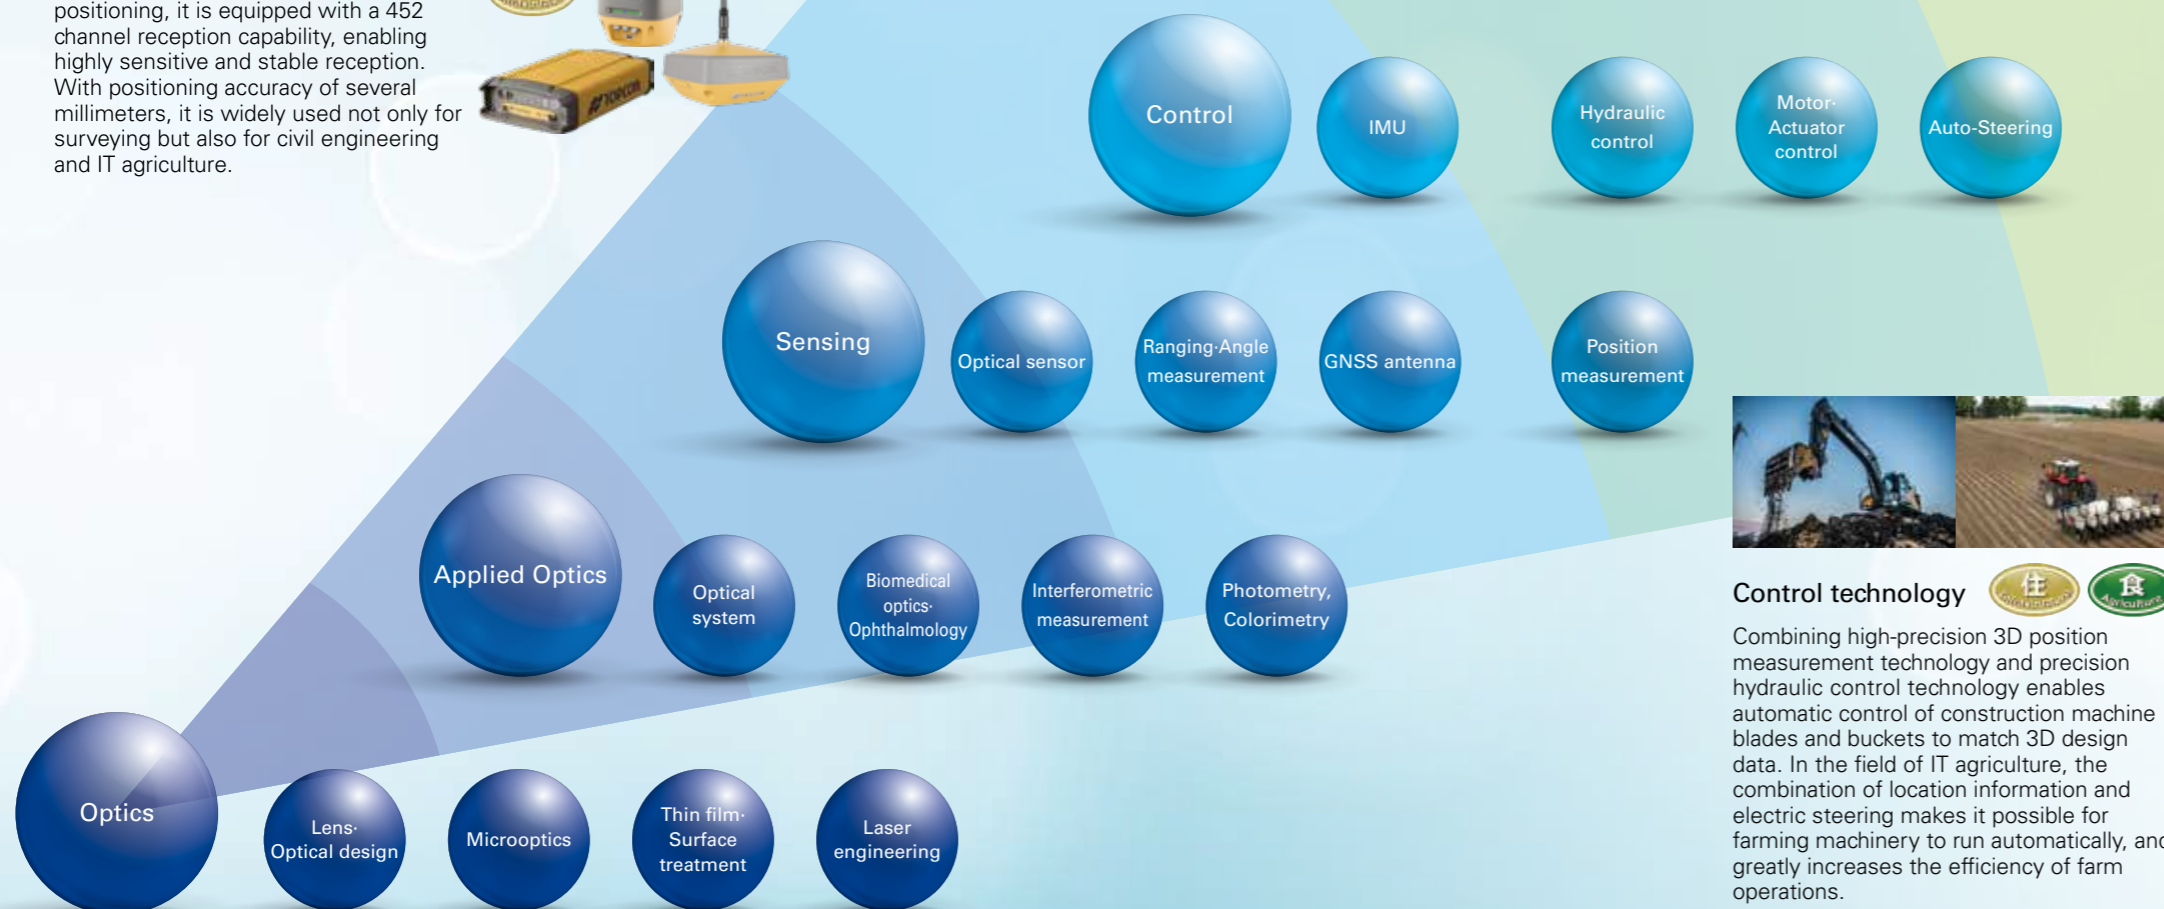 positioning, it is equipped with a 452
channel reception capability, enabling
highly sensitive and stable reception.
With positioning accuracy of several
millimeters, it is widely used not only for
surveying but also for civil engineering
and IT agriculture.
TOPCON
Control
IMU
Hydraulic
control
Motor·
Actuator
control
Auto-Steering
Sensing
Optical sensor
Ranging·Angle
measurement
GNSS antenna
Position
measurement
Applied Optics
Optical
system
Biomedical
optics·
Ophthalmology
Interferometric
measurement
Photometry,
Colorimetry
Optics
Lens·
Optical design
Microoptics
Thin film·
Surface
treatment
Laser
engineering
Control technology
住
食
Agriculture
Combining high-precision 3D position
measurement technology and precision
hydraulic control technology enables
automatic control of construction machine
blades and buckets to match 3D design
data. In the field of IT agriculture, the
combination of location information and
electric steering makes it possible for
farming machinery to run automatically, and
greatly increases the efficiency of farm
operations.